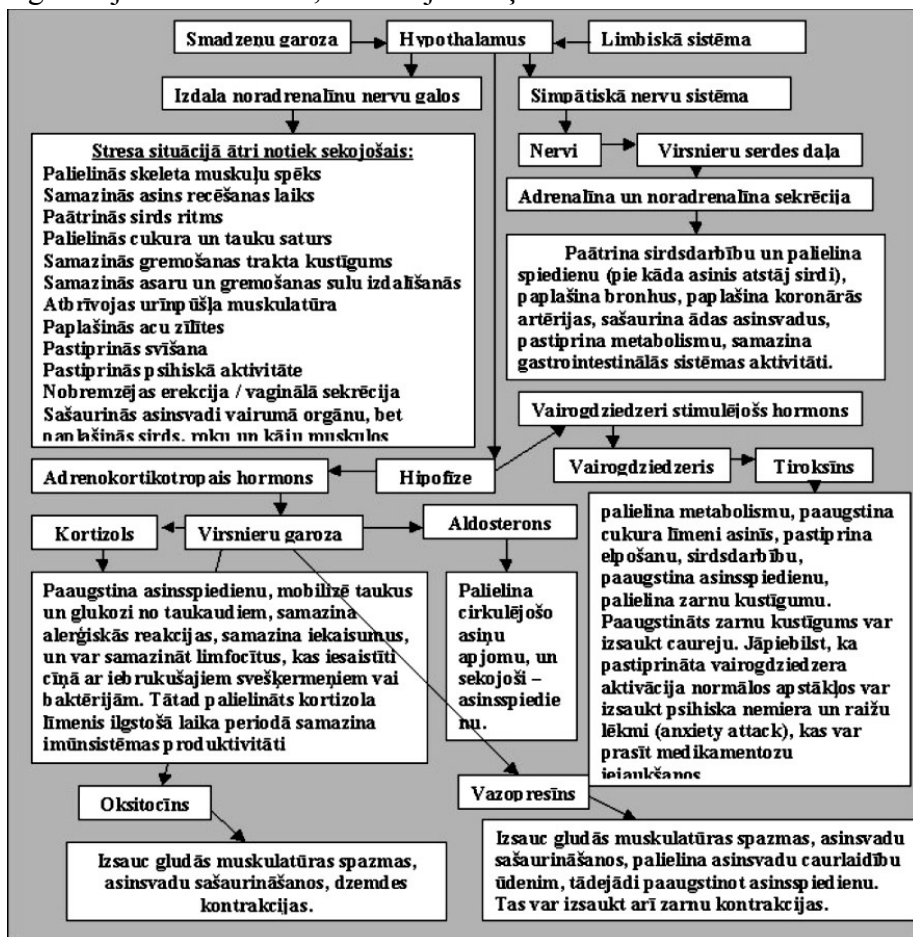 Smadzeņu garoza
Hypothalamus
Limbiskā sistēma
Izdala noradrenalīnu nervu galos
Simpātiskā nervu sistēma
Stresa situācijā ātri notiek sekojošais:
Palielinās skeleta muskuļu spēks
Samazinās asins recēšanas laiks
Paātrinās sirds ritms
Palielinās cukura un tauku saturs
Samazinās gremošanas trakta kustīgums
Samazinās asaru un gremošanas sulu izdalīšanās
Atbrīvojas urīnpūšļa muskulatūra
Paplašinās acu zīlītes
Pastiprinās svīšana
Pastiprinās psihiskā aktivitāte
Nobremzējas erekcija / vaginālā sekrēcija
Sašaurinās asinsvadi vairumā orgānu, bet
paplašinās sirds, roku un kāju muskuļos
Nervi
Virsnieru serdes daļa
Adrenalīna un noradrenalīna sekrēcija
Paātrina sirdsdarbību un palielina
spiedienu (pie kāda asinis atstāj sirdi),
paplašina bronhus, paplašina koronārās
artērijas, sašaurina ādas asinsvadus,
pastiprina metabolismu, samazina
gastrointestinālās sistēmas aktivitāti.
Vairogdziedzeri stimulējošs hormons
Adrenokortikotropais hormons
Hipofīze
Vairogdziedzeris
Tiroksīns
Kortizols
Virsnieru garoza
Aldosterons
Paaugstina asinsspiedienu, mobilizē taukus
un glukozi no taukaudiem, samazina
alerģiskās reakcijas, samazina iekaisumus,
un var samazināt limfocītus, kas iesaistīti
cīņā ar iebrukušajiem svešķermeņiem vai
baktērijām. Tātad palielināts kortizola
līmenis ilgstošā laika periodā samazina
imūnsistēmas produktivitāti
Palielina
cirkulējošo
asiņu
apjomu, un
sekojoši –
asinsspiedie
nu.
palielina metabolismu, paaugstina
cukura līmeni asinīs, pastiprina
elpošanu, sirdsdarbību,
paaugstina asinsspiedienu,
palielina zarnu kustīgumu.
Paaugstināts zarnu kustīgums var
izsaukt caureju. Jāpiebilst, ka
pastiprināta vairogdziedzera
aktivācija normālos apstākļos var
izsaukt psihiska nemiera un raižu
lēkmi (anxiety attack), kas var
prasīt medikamentozu
iejaukšanos
Oksitocīns
Vazopresīns
Izsauc gludās muskulatūras spazmas,
asinsvadu sašaurināšanos, dzemdes
kontrakcijas.
Izsauc gludās muskulatūras spazmas, asinsvadu
sašaurināšanos, palielina asinsvadu caurlaidību
ūdenim, tādejādi paaugstinot asinsspiedienu.
Tas var izsaukt arī zarnu kontrakcijas.